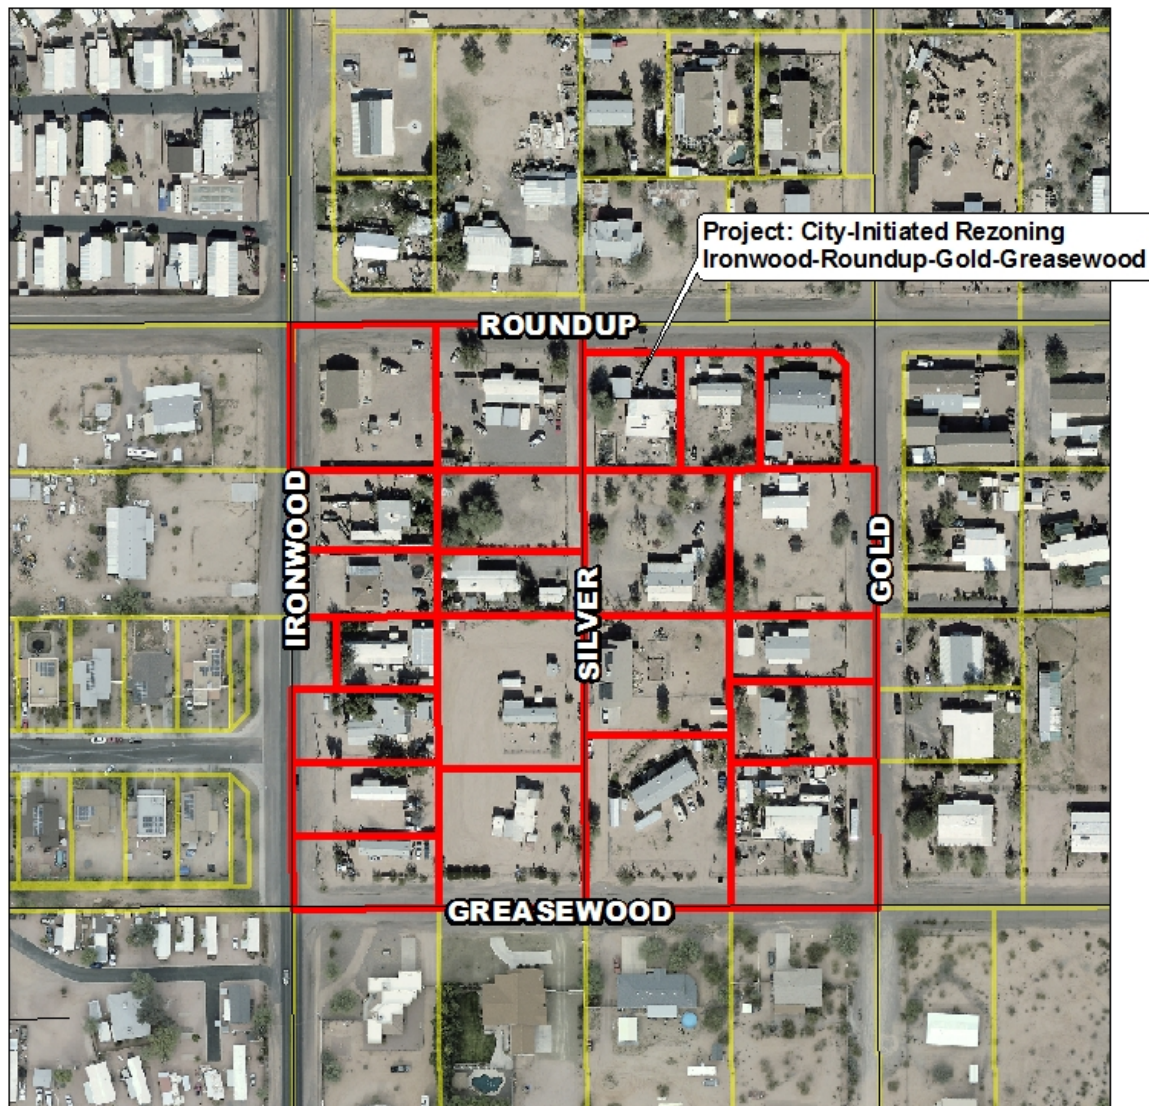 Project: City-Initiated Rezoning
Ironwood-Roundup-Gold-Greasewood
ROUNDUP
IRONWOOD
SILVER
GOLD
GREASEWOOD